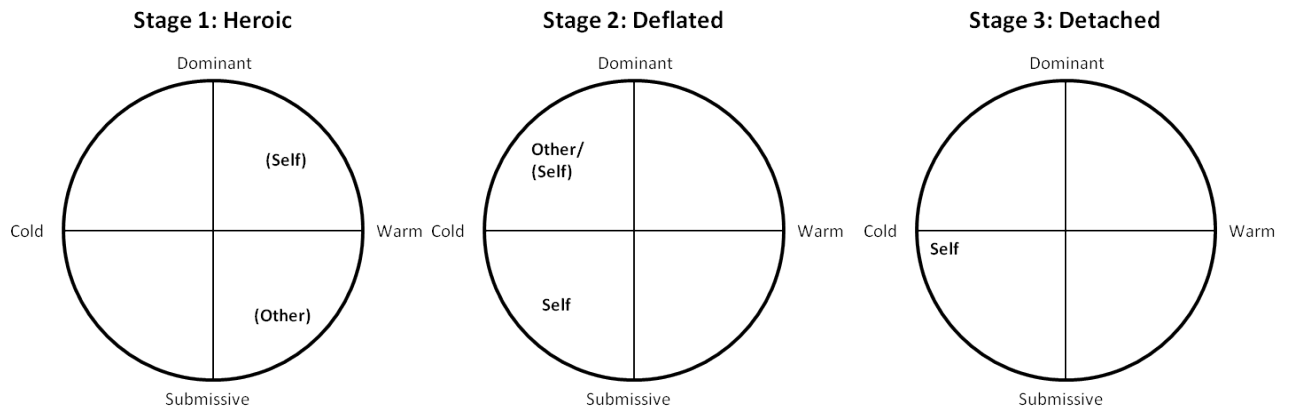 Stage 1: Heroic
Dominant
(Self)
Cold
Warm
(Other)
Submissive
Stage 2: Deflated
Dominant
Other/
(Self)
Cold
Warm
Self
Submissive
Stage 3: Detached
Dominant
Cold
Warm
Self
Submissive